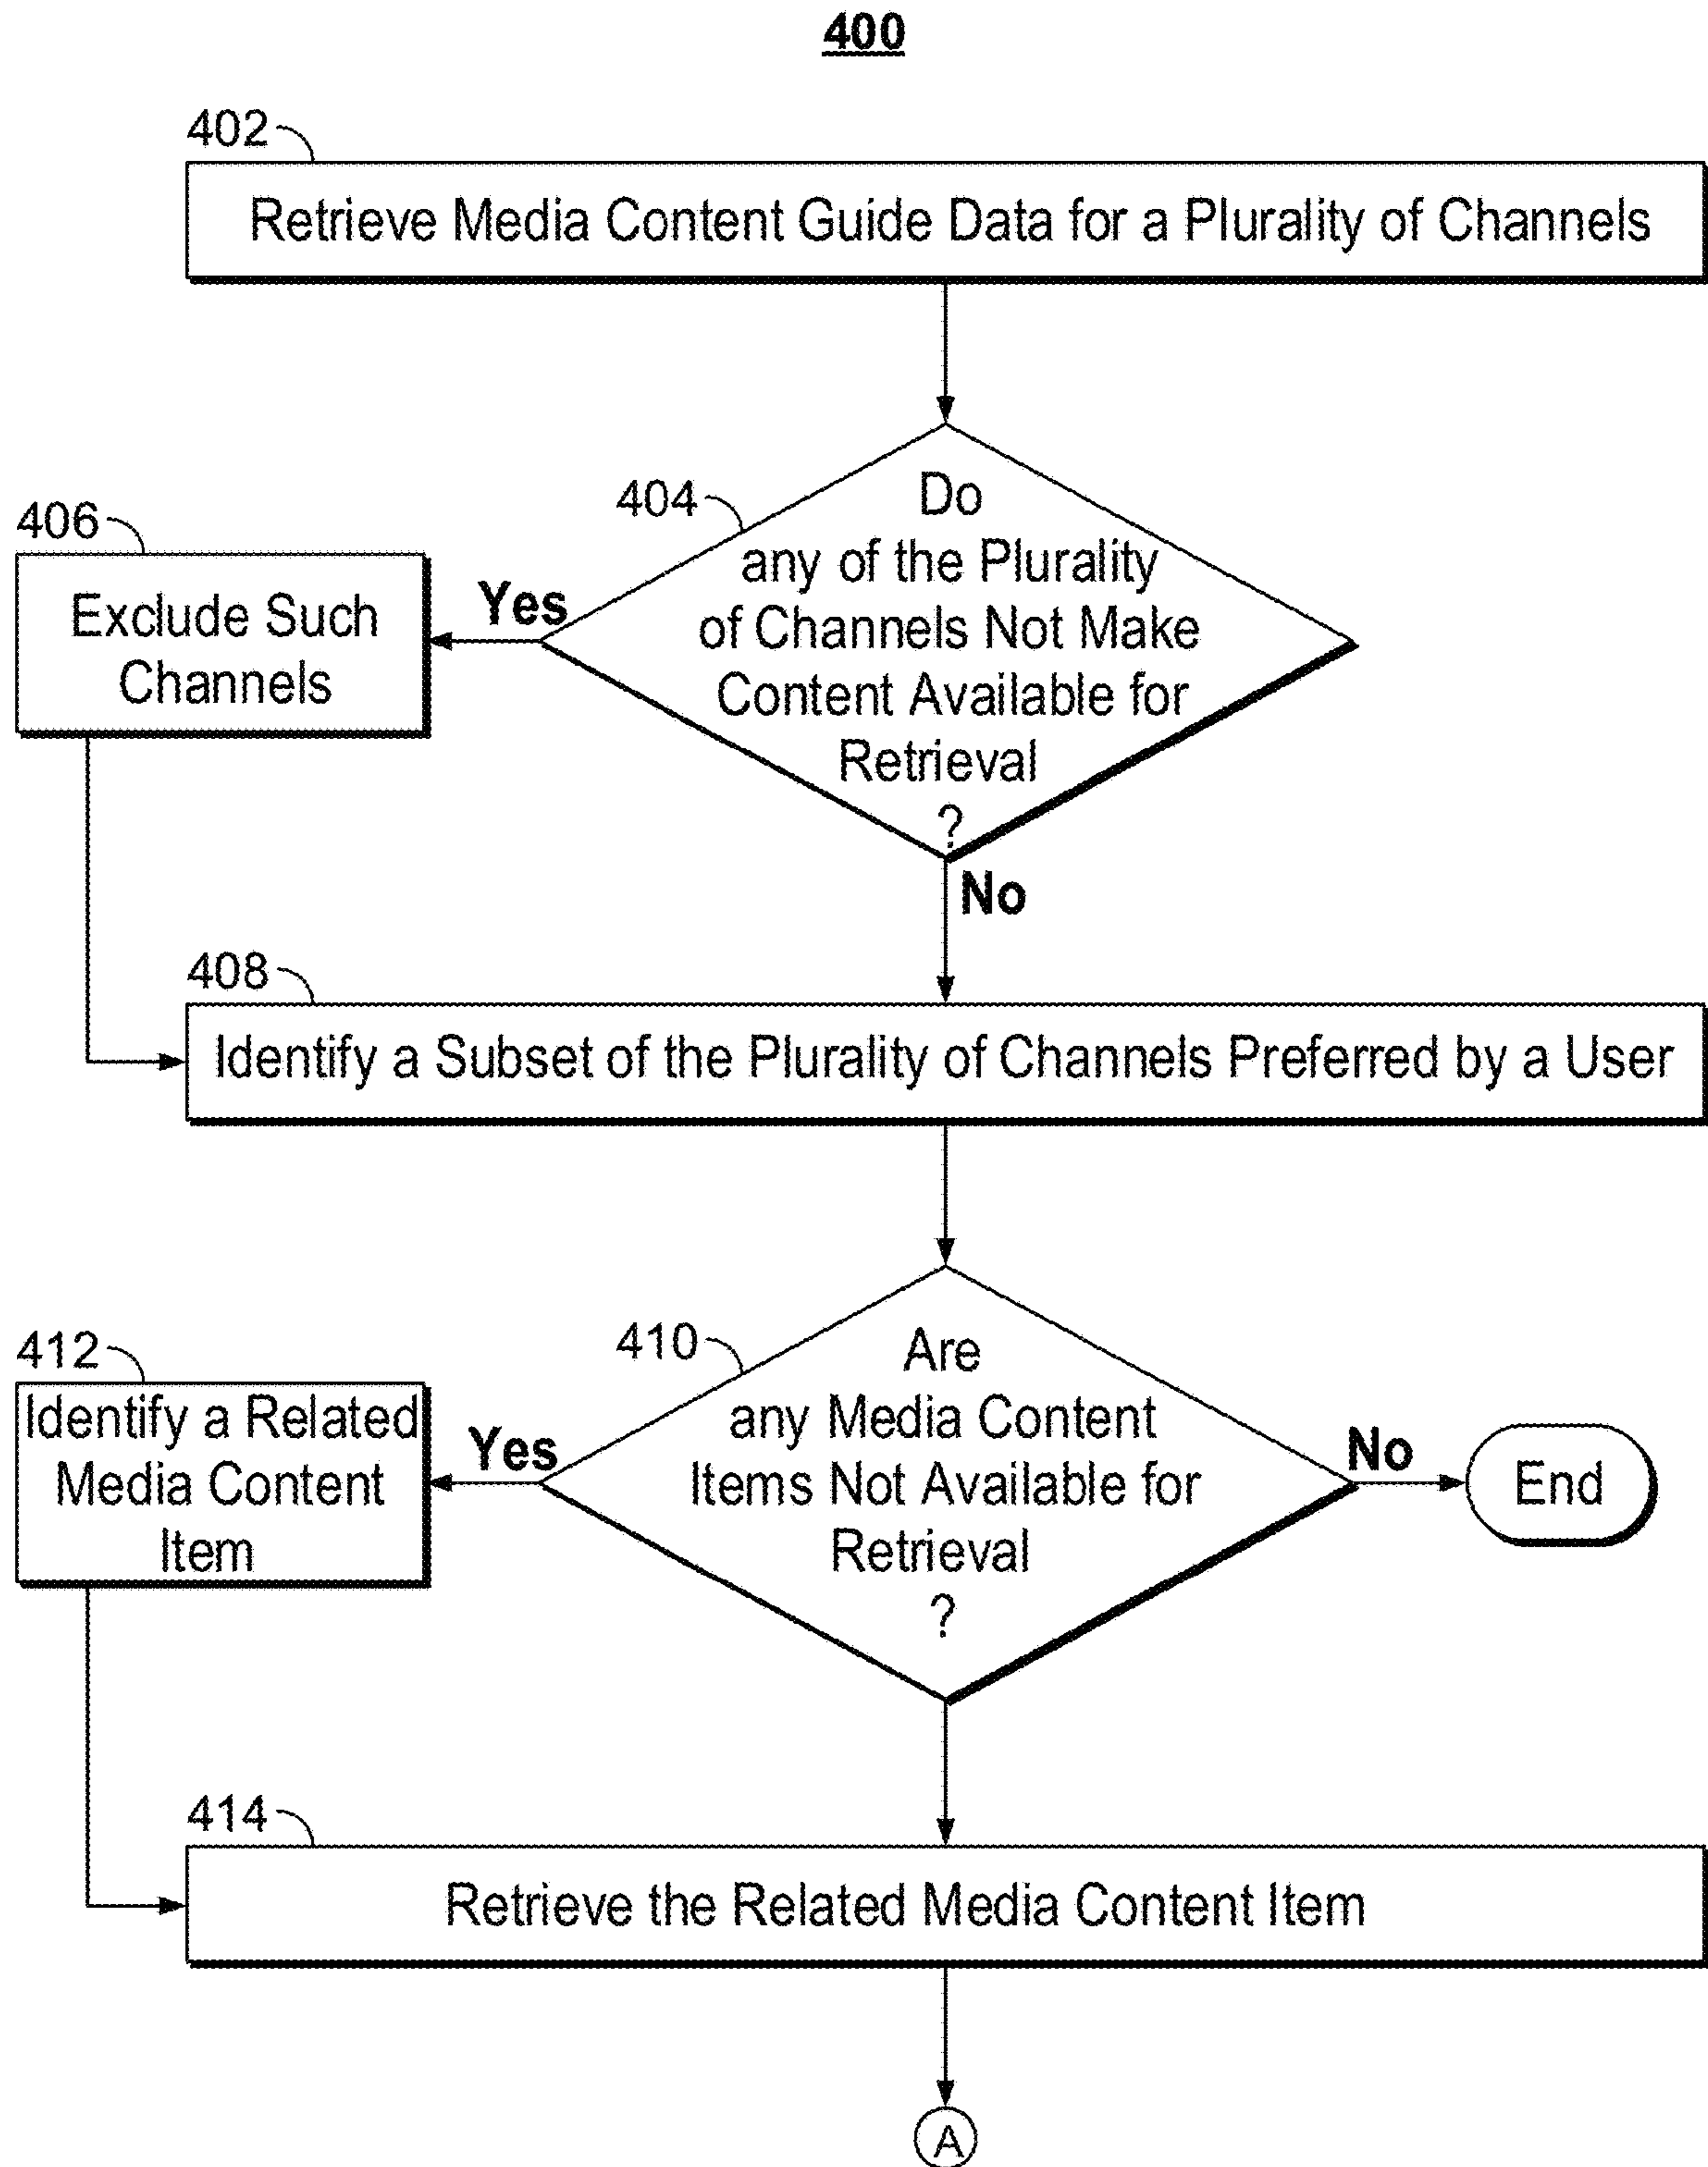 400
402
Retrieve Media Content Guide Data for a Plurality of Channels
404
Do
any of the Plurality
of Channels Not Make
Content Available for
Retrieval
?
Yes
406
Exclude Such
Channels
No
408
Identify a Subset of the Plurality of Channels Preferred by a User
410
Are
any Media Content
Items Not Available for
Retrieval
?
Yes
412
Identify a Related
Media Content
Item
No
End
414
Retrieve the Related Media Content Item
A